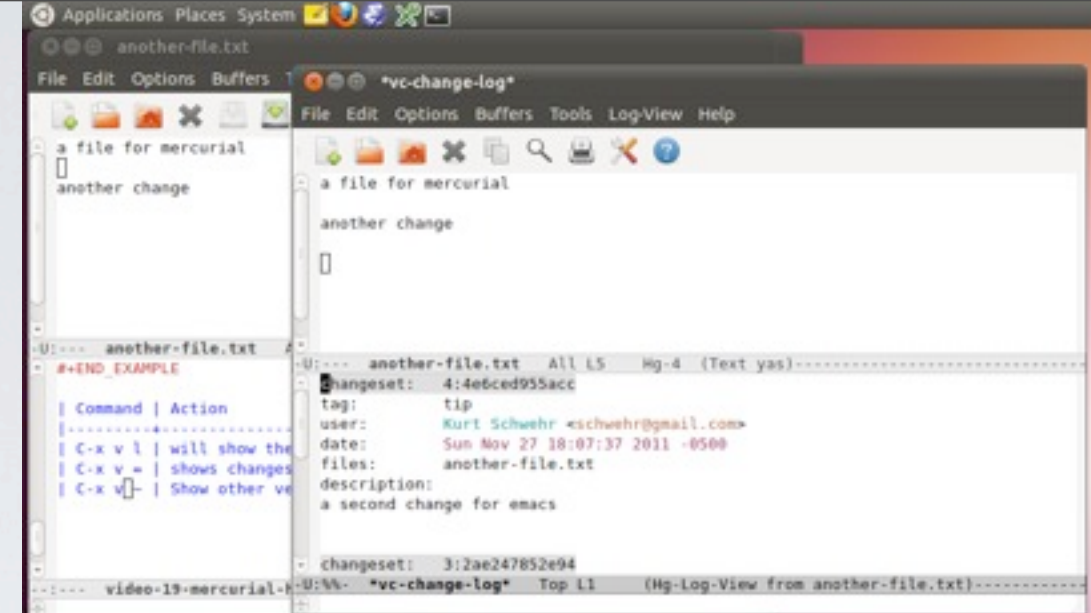 Applications Places System
another-file.txt
File Edit Options Buffers
a file for mercurial
another change
-U:--- another-file.txt
#+END_EXAMPLE
| Command | Action
|---------+--------------
| C-x v l | will show the
| C-x v = | shows changes
| C-x v ~ | Show other ve
--:--- video-19-mercurial-
*vc-change-log*
File Edit Options Buffers Tools Log-View Help
a file for mercurial
another change
-U:--- another-file.txt All L5 Hg-4 (Text yas)-----------------------------
changeset: 4:4e6ced955acc
tag: tip
user: Kurt Schwehr <schwehr@gmail.com>
date: Sun Nov 27 18:07:37 2011 -0500
files: another-file.txt
description:
a second change for emacs
changeset: 3:2ae247852e94
-U:%%- *vc-change-log* Top L1 (Hg-Log-View from another-file.txt)-----------